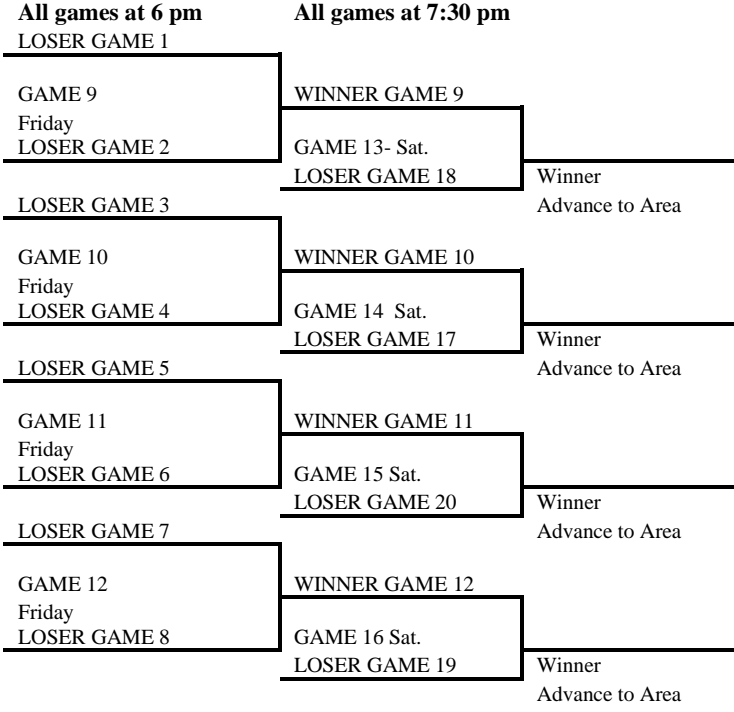 All games at 6 pm All games at 7:30 pm
LOSER GAME 1
GAME 9 WINNER GAME 9
Friday
LOSER GAME 2 GAME 13- Sat.
LOSER GAME 18 Winner
LOSER GAME 3 Advance to Area
GAME 10 WINNER GAME 10
Friday
LOSER GAME 4 GAME 14 Sat.
LOSER GAME 17 Winner
LOSER GAME 5 Advance to Area
GAME 11 WINNER GAME 11
Friday
LOSER GAME 6 GAME 15 Sat.
LOSER GAME 20 Winner
LOSER GAME 7 Advance to Area
GAME 12 WINNER GAME 12
Friday
LOSER GAME 8 GAME 16 Sat.
LOSER GAME 19 Winner
Advance to Area